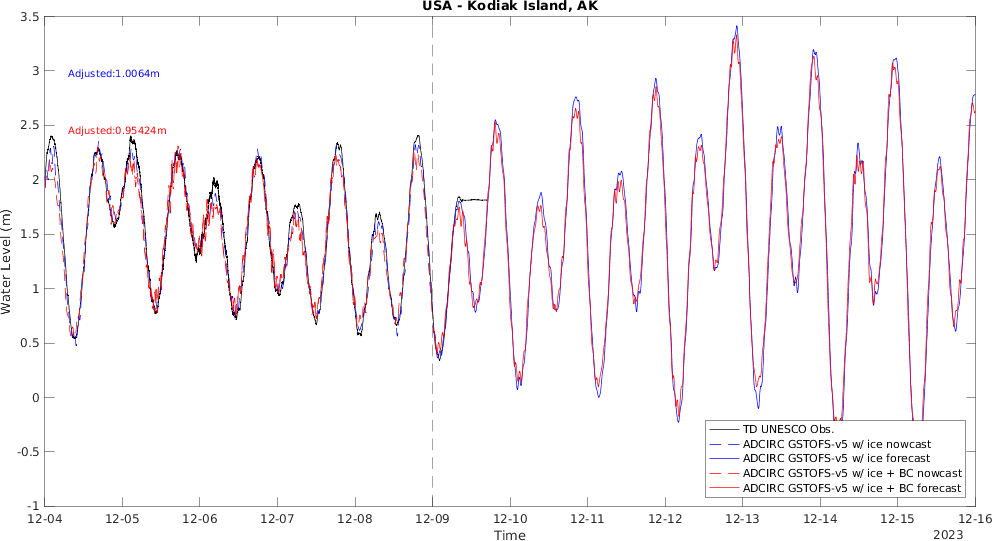 USA - Kodiak Island, AK
3.5
3
2.5
2
1.5
1
0.5
0
-0.5
-1
Water Level (m)
Adjusted:1.0064m
Adjusted:0.95424m
TD UNESCO Obs.
ADCIRC GSTOFS-v5 w/ ice nowcast
ADCIRC GSTOFS-v5 w/ ice forecast
ADCIRC GSTOFS-v5 w/ ice + BC nowcast
ADCIRC GSTOFS-v5 w/ ice + BC forecast
12-04 12-05 12-06 12-07 12-08 12-09 12-10 12-11 12-12 12-13 12-14 12-15 12-16
Time
2023